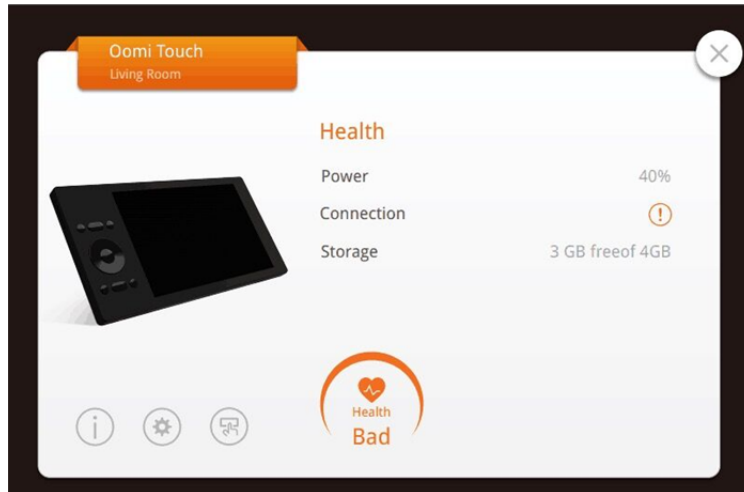 Oomi Touch
Living Room
Health
Power 40%
Connection
Storage 3 GB freeof 4GB
Health
Bad